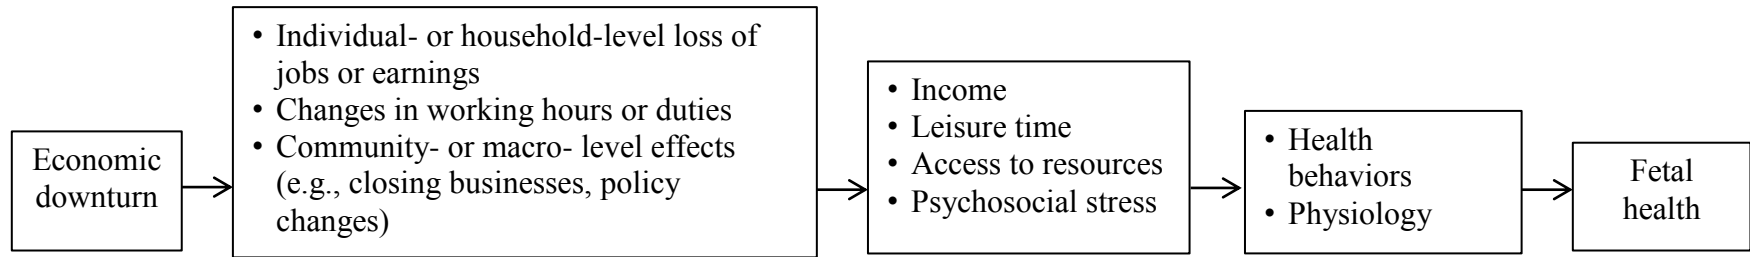 Economic
downturn
• Individual- or household-level loss of
jobs or earnings
• Changes in working hours or duties
• Community- or macro- level effects
(e.g., closing businesses, policy
changes)
• Income
• Leisure time
• Access to resources
• Psychosocial stress
• Health
behaviors
• Physiology
Fetal
health